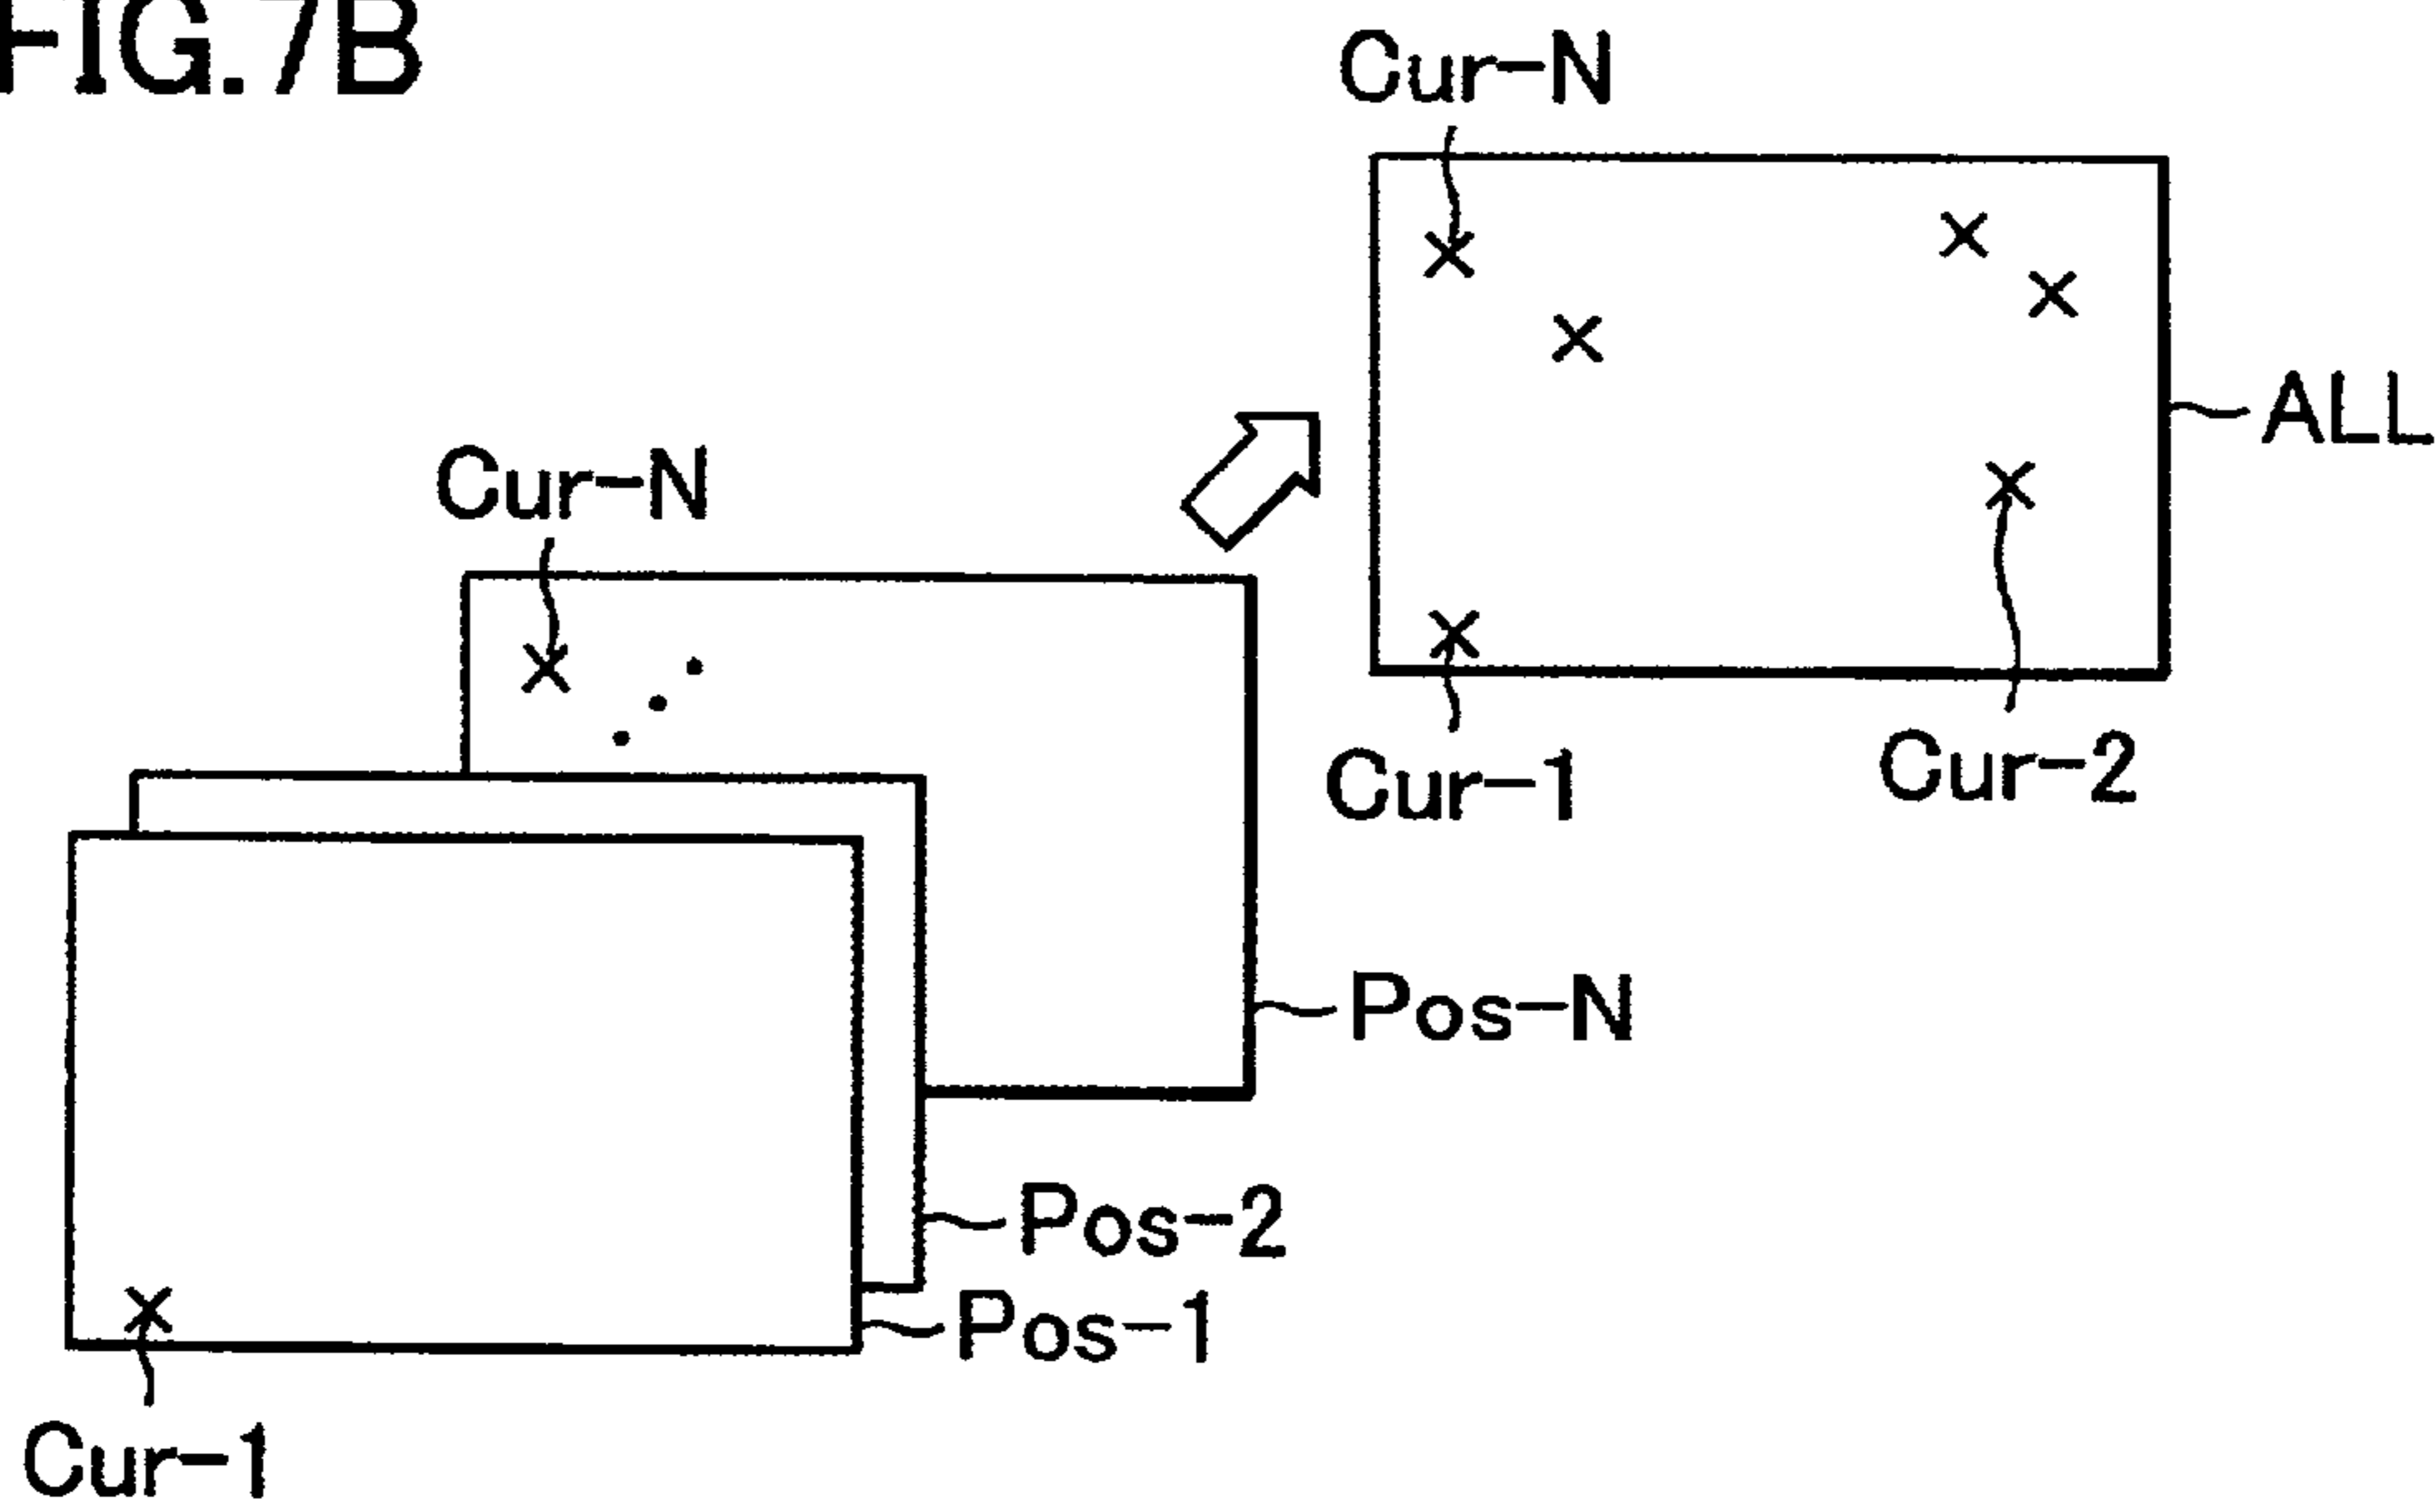 FIG.7B
Cur-N
ALL
Cur-N
Cur-1
Cur-2
Pos-N
Pos-2
Pos-1
Cur-1